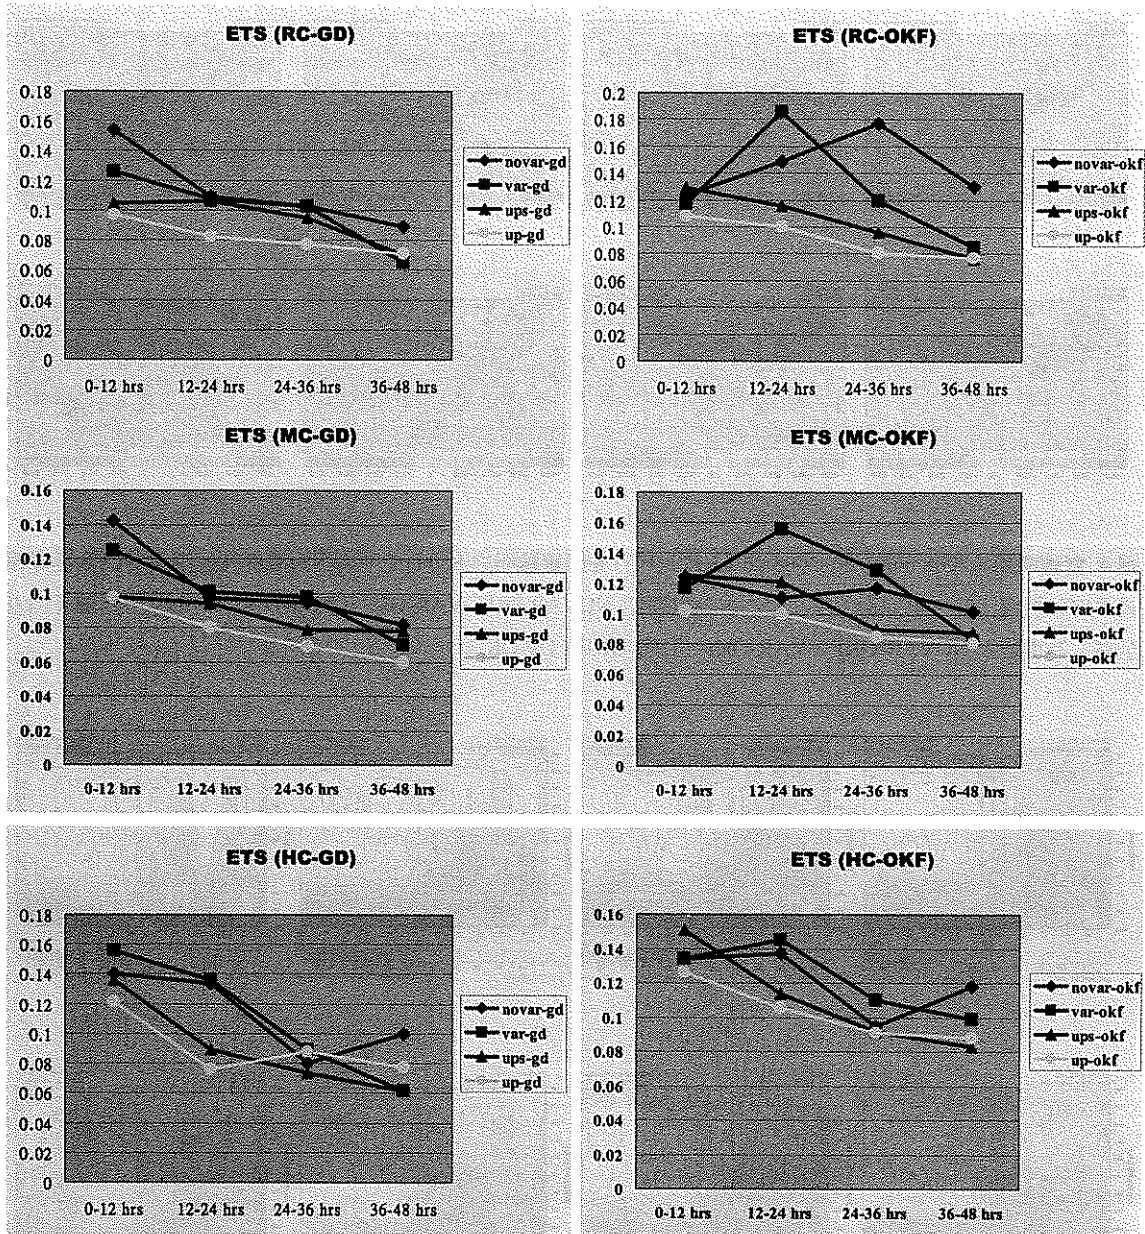 ETS (RC-GD)
0.18
0.16
0.14
0.12
0.1
0.08
0.06
0.04
0.02
0
0-12 hrs 12-24 hrs 24-36 hrs 36-48 hrs
novar-gd
var-gd
ups-gd
up-gd
ETS (RC-OKF)
0.2
0.18
0.16
0.14
0.12
0.1
0.08
0.06
0.04
0.02
0
0-12 hrs 12-24 hrs 24-36 hrs 36-48 hrs
novar-okf
var-okf
ups-okf
up-okf
ETS (MC-GD)
0.16
0.14
0.12
0.1
0.08
0.06
0.04
0.02
0
0-12 hrs 12-24 hrs 24-36 hrs 36-48 hrs
novar-gd
var-gd
ups-gd
up-gd
ETS (MC-OKF)
0.18
0.16
0.14
0.12
0.1
0.08
0.06
0.04
0.02
0
0-12 hrs 12-24 hrs 24-36 hrs 36-48 hrs
novar-okf
var-okf
ups-okf
up-okf
ETS (HC-GD)
0.18
0.16
0.14
0.12
0.1
0.08
0.06
0.04
0.02
0
0-12 hrs 12-24 hrs 24-36 hrs 36-48 hrs
novar-gd
var-gd
ups-gd
up-gd
ETS (HC-OKF)
0.16
0.14
0.12
0.1
0.08
0.06
0.04
0.02
0
0-12 hrs 12-24 hrs 24-36 hrs 36-48 hrs
novar-okf
var-okf
ups-okf
up-okf